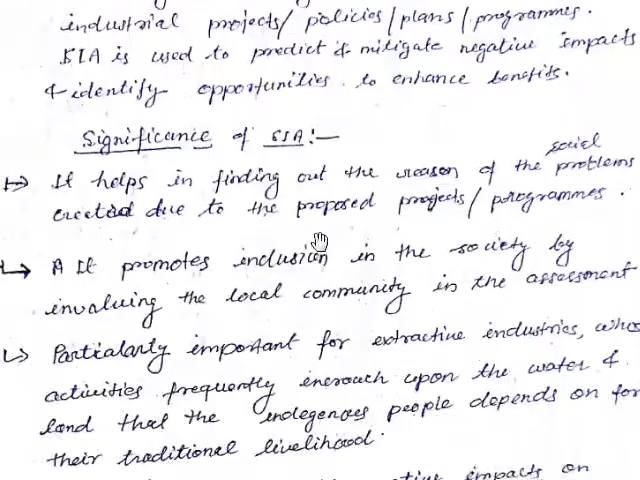 industrial projects/policies/plans/programmes.
SIA is used to predict & mitigate negative impacts
& identify opportunities to enhance benefits.
Significance of SIA:-
social
↳ It helps in finding out the reason of the problems
created due to the proposed projects/programmes.
↳ A It promotes inclusion in the society by
involving the local community in the assessment
↳ Particularly important for extractive industries, whos
activities frequently encroach upon the water &
land that the indegenous people depends on for
their traditional livelihood.
impacts on